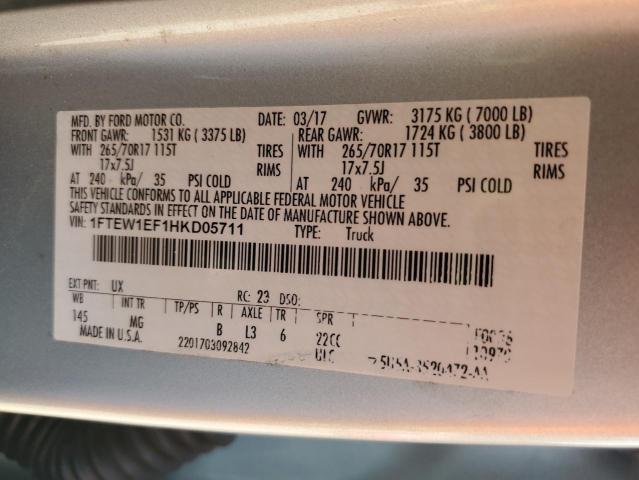 MFD. BY FORD MOTOR CO. DATE: 03/17 GVWR: 3175 KG ( 7000 LB)
FRONT GAWR: 1531 KG ( 3375 LB) REAR GAWR: 1724 KG ( 3800 LB)
WITH 265/70R17 115T TIRES WITH 265/70R17 115T TIRES
17x7.5J RIMS 17x7.5J RIMS
AT 240 kPa/ 35 PSI COLD AT 240 kPa/ 35 PSI COLD
THIS VEHICLE CONFORMS TO ALL APPLICABLE FEDERAL MOTOR VEHICLE
SAFETY STANDARDS IN EFFECT ON THE DATE OF MANUFACTURE SHOWN ABOVE.
VIN: 1FTEW1EF1HKD05711 TYPE: Truck
EXT PNT: UX RC: 23 DSO:
WB INT TR TP/PS R AXLE TR SPR
145 MG B L3 6 22CC
MADE IN U.S.A. 2201703092842 ULC